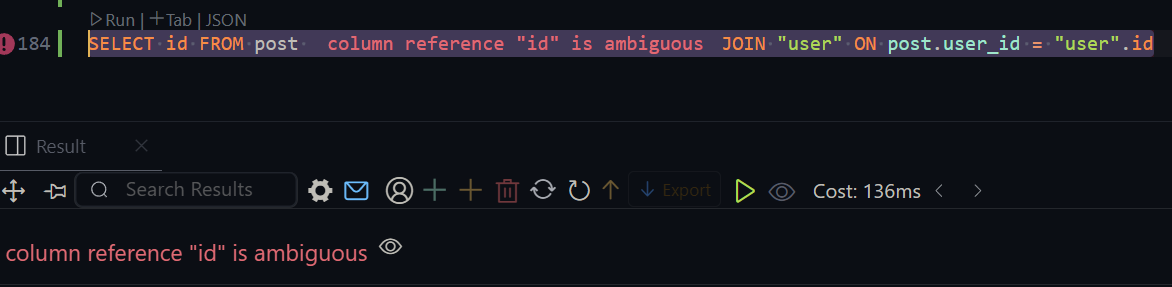 Run | Tab | JSON
184 SELECT id FROM post column reference "id" is ambiguous JOIN "user" ON post.user_id = "user".id
Result
Search Results
Export
Cost: 136ms
column reference "id" is ambiguous